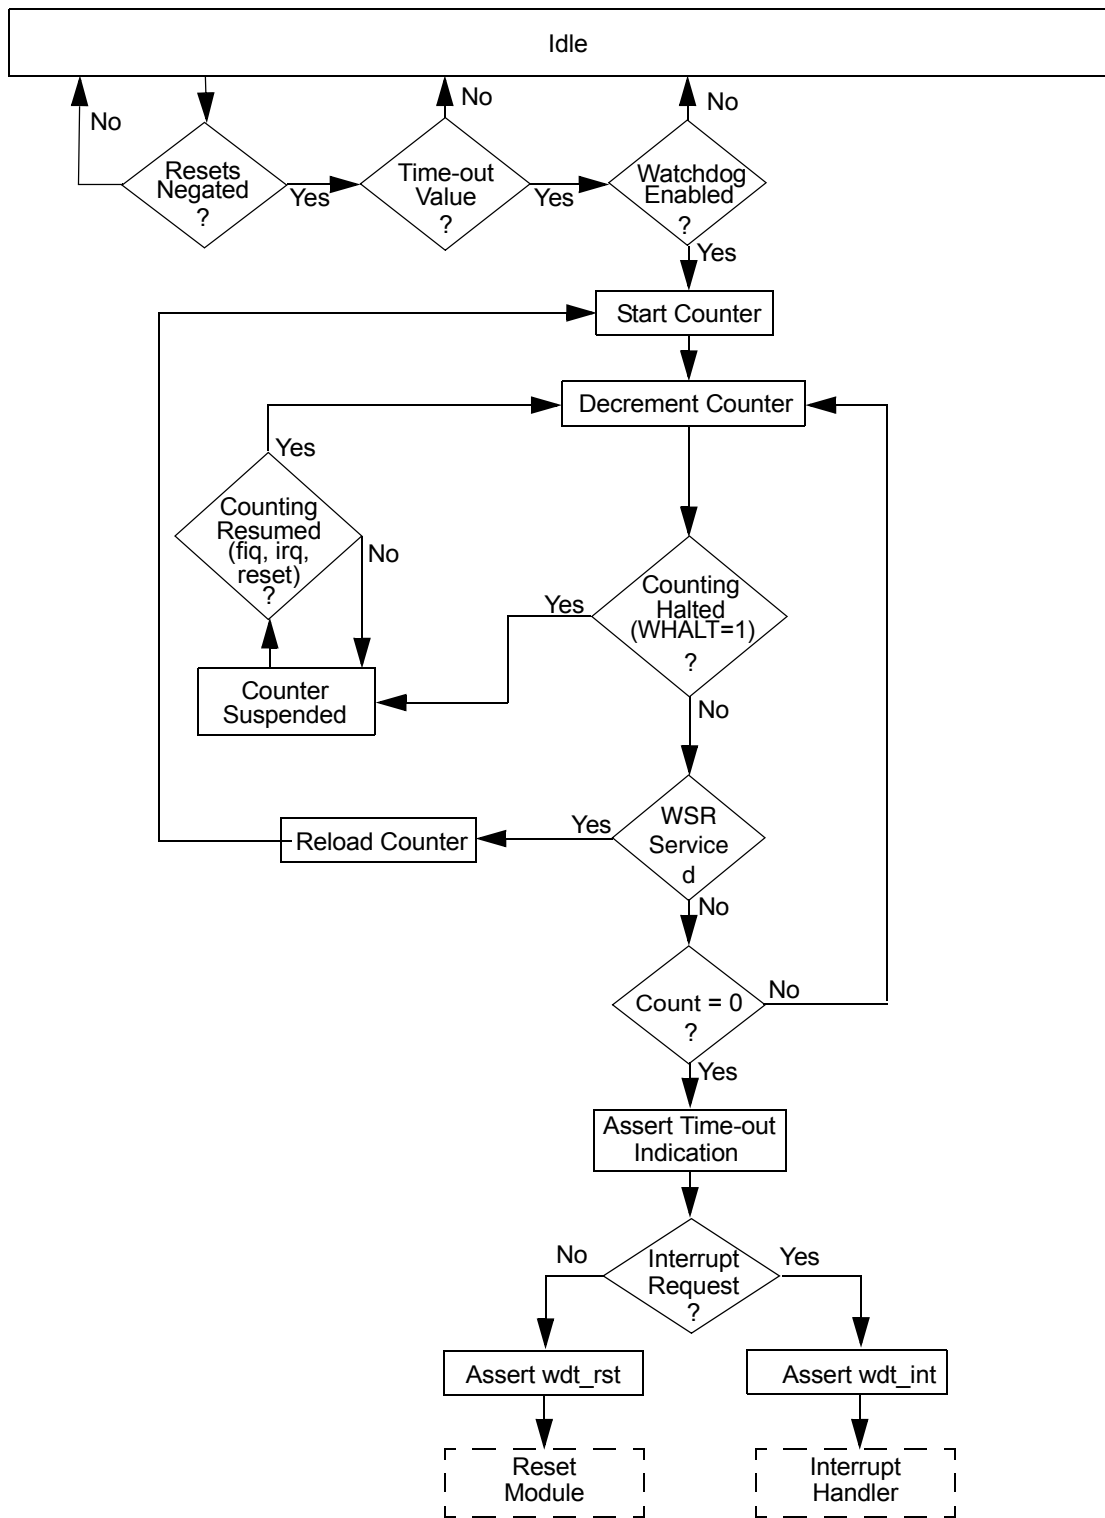 Idle
No
No
No
Resets
Negated
?
Yes
Time-out
Value
?
Yes
Watchdog
Enabled
?
Yes
Start Counter
Decrement Counter
Yes
Counting
Resumed
(fiq, irq,
reset)
?
No
Counting
Halted
(WHALT=1)
?
Yes
No
Counter
Suspended
WSR
Service
d
Yes
Reload Counter
No
Count = 0
?
No
Yes
Assert Time-out
Indication
Interrupt
Request
?
No
Yes
Assert wdt_rst
Assert wdt_int
Reset
Module
Interrupt
Handler